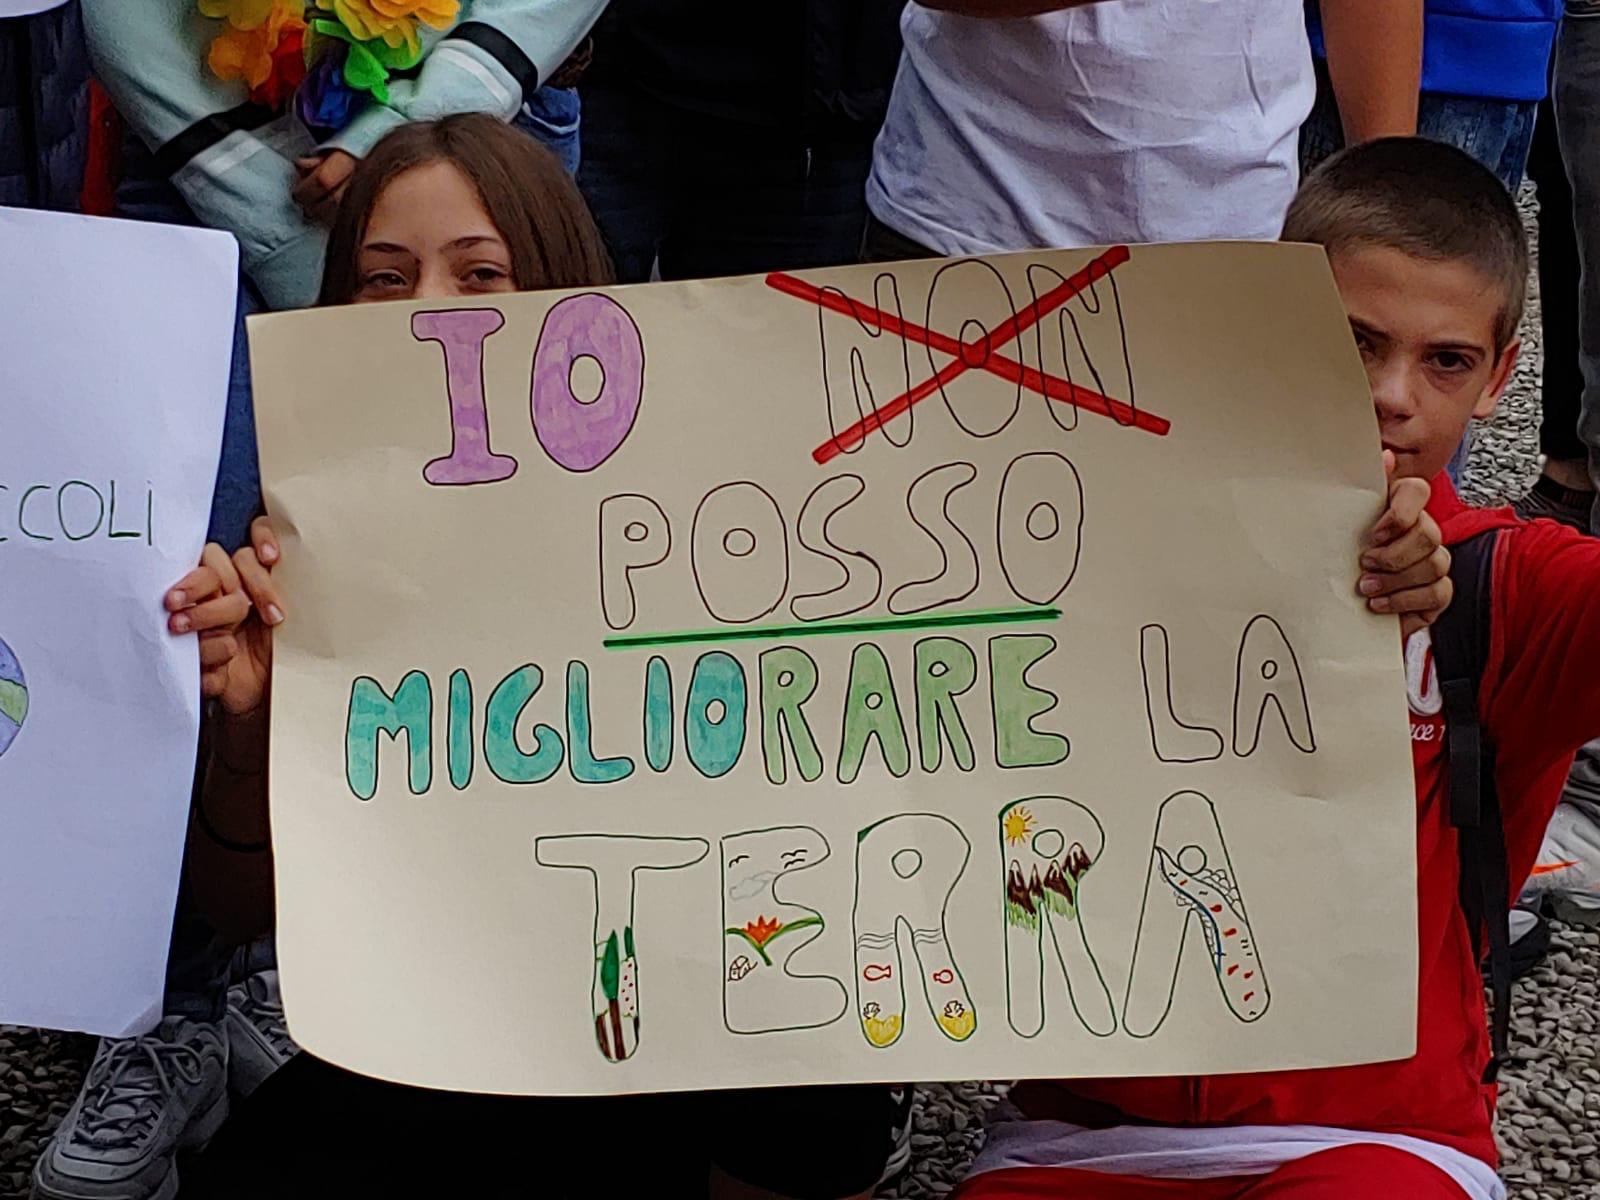 IO NON
POSSO
MIGLIORARE LA
TERRA